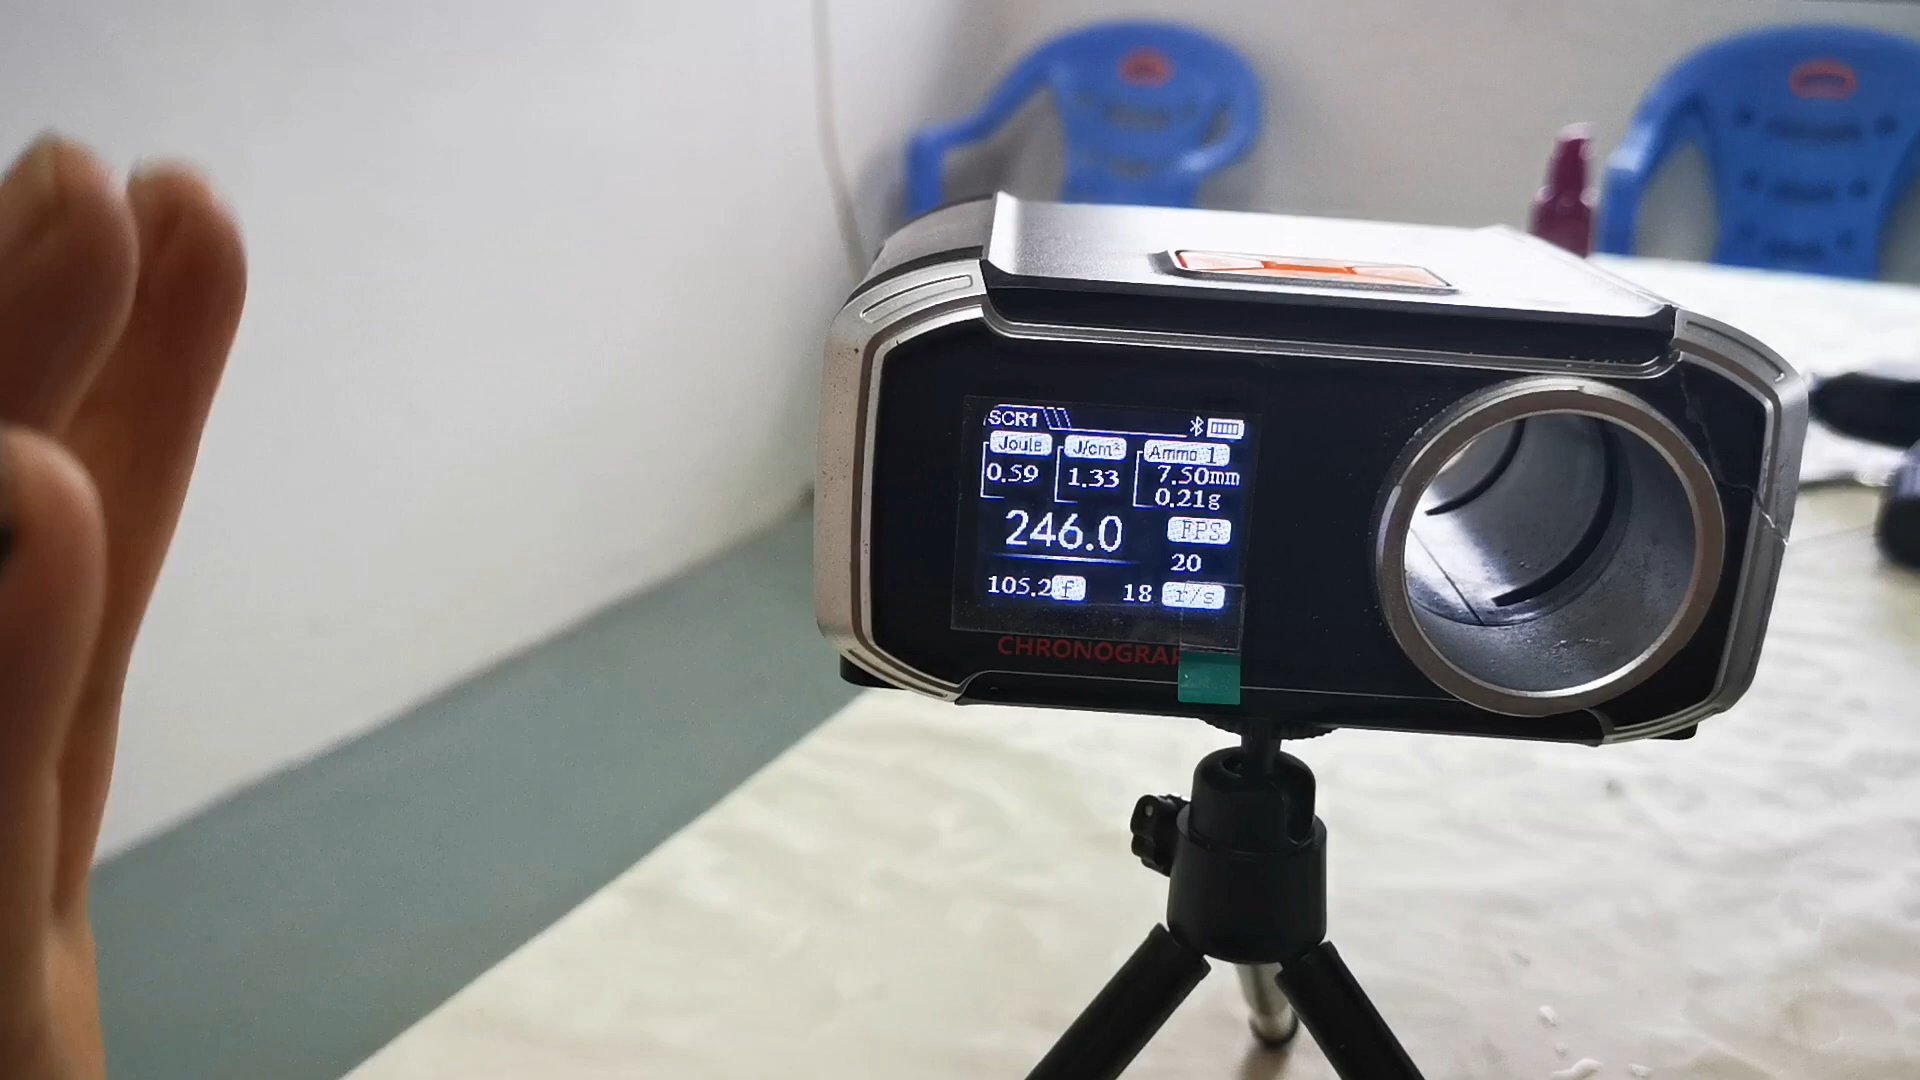 SCR1
Joule J/cm² Ammo 1
0.59 1.33 7.50mm
0.21g
246.0 FPS
20
105.2 f 18 r/s
CHRONOGRAP